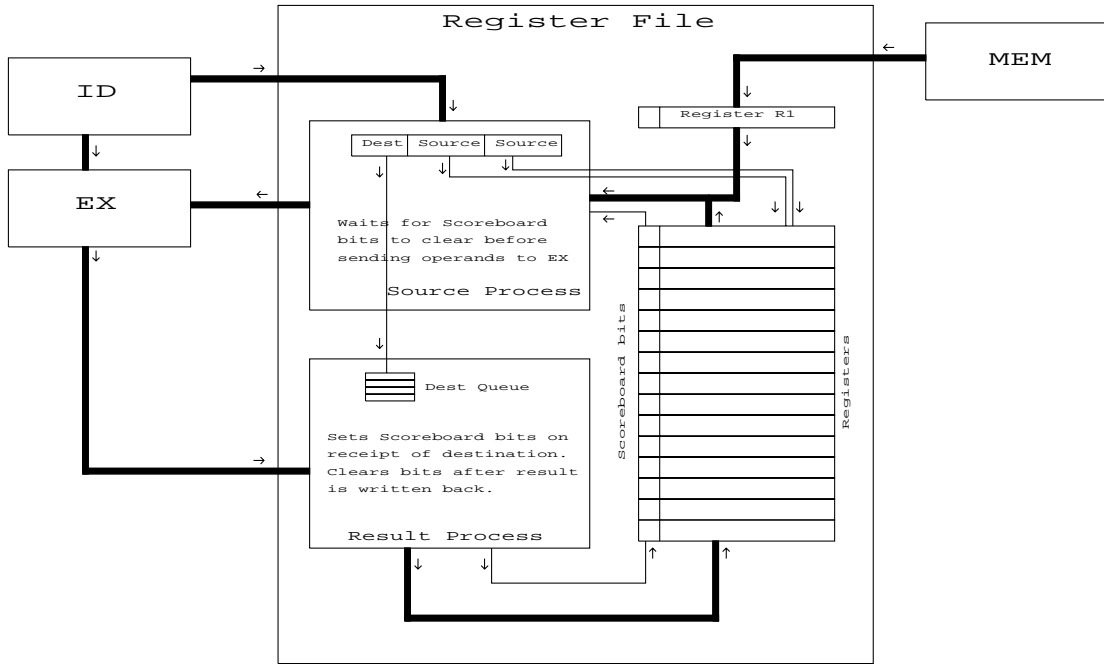 Register File
ID
MEM
Register R1
Dest Source Source
EX
Waits for Scoreboard
bits to clear before
sending operands to EX
Source Process
Scoreboard bits
Registers
Dest Queue
Sets Scoreboard bits on
receipt of destination.
Clears bits after result
is written back.
Result Process